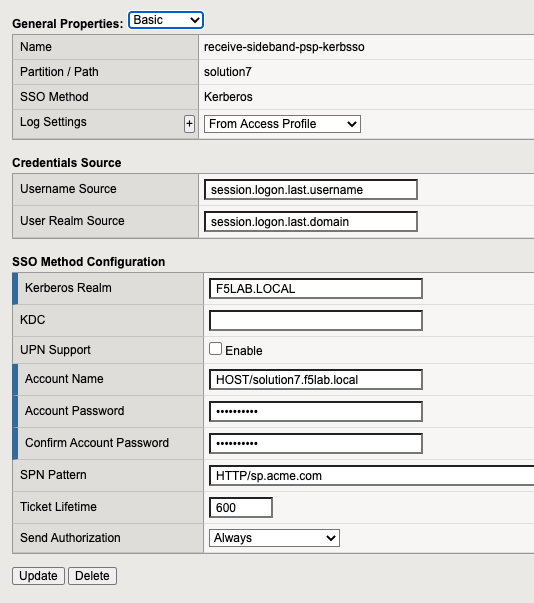 General Properties: Basic
Name receive-sideband-psp-kerbsso
Partition / Path solution7
SSO Method Kerberos
Log Settings + From Access Profile
Credentials Source
Username Source session.logon.last.username
User Realm Source session.logon.last.domain
SSO Method Configuration
Kerberos Realm F5LAB.LOCAL
KDC
UPN Support Enable
Account Name HOST/solution7.f5lab.local
Account Password ••••••••••
Confirm Account Password ••••••••••
SPN Pattern HTTP/sp.acme.com
Ticket Lifetime 600
Send Authorization Always
Update Delete